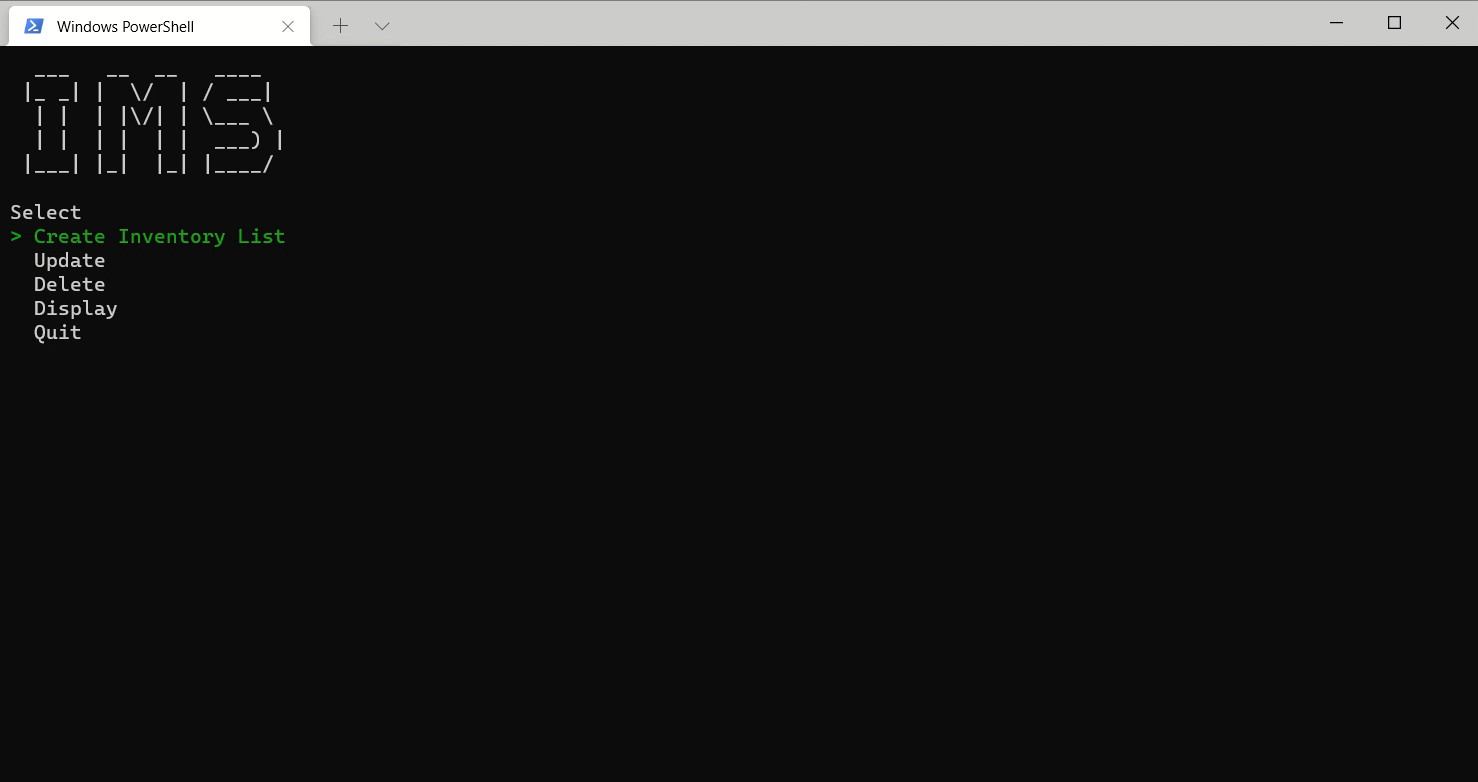 Windows PowerShell
IMS
Select
> Create Inventory List
Update
Delete
Display
Quit